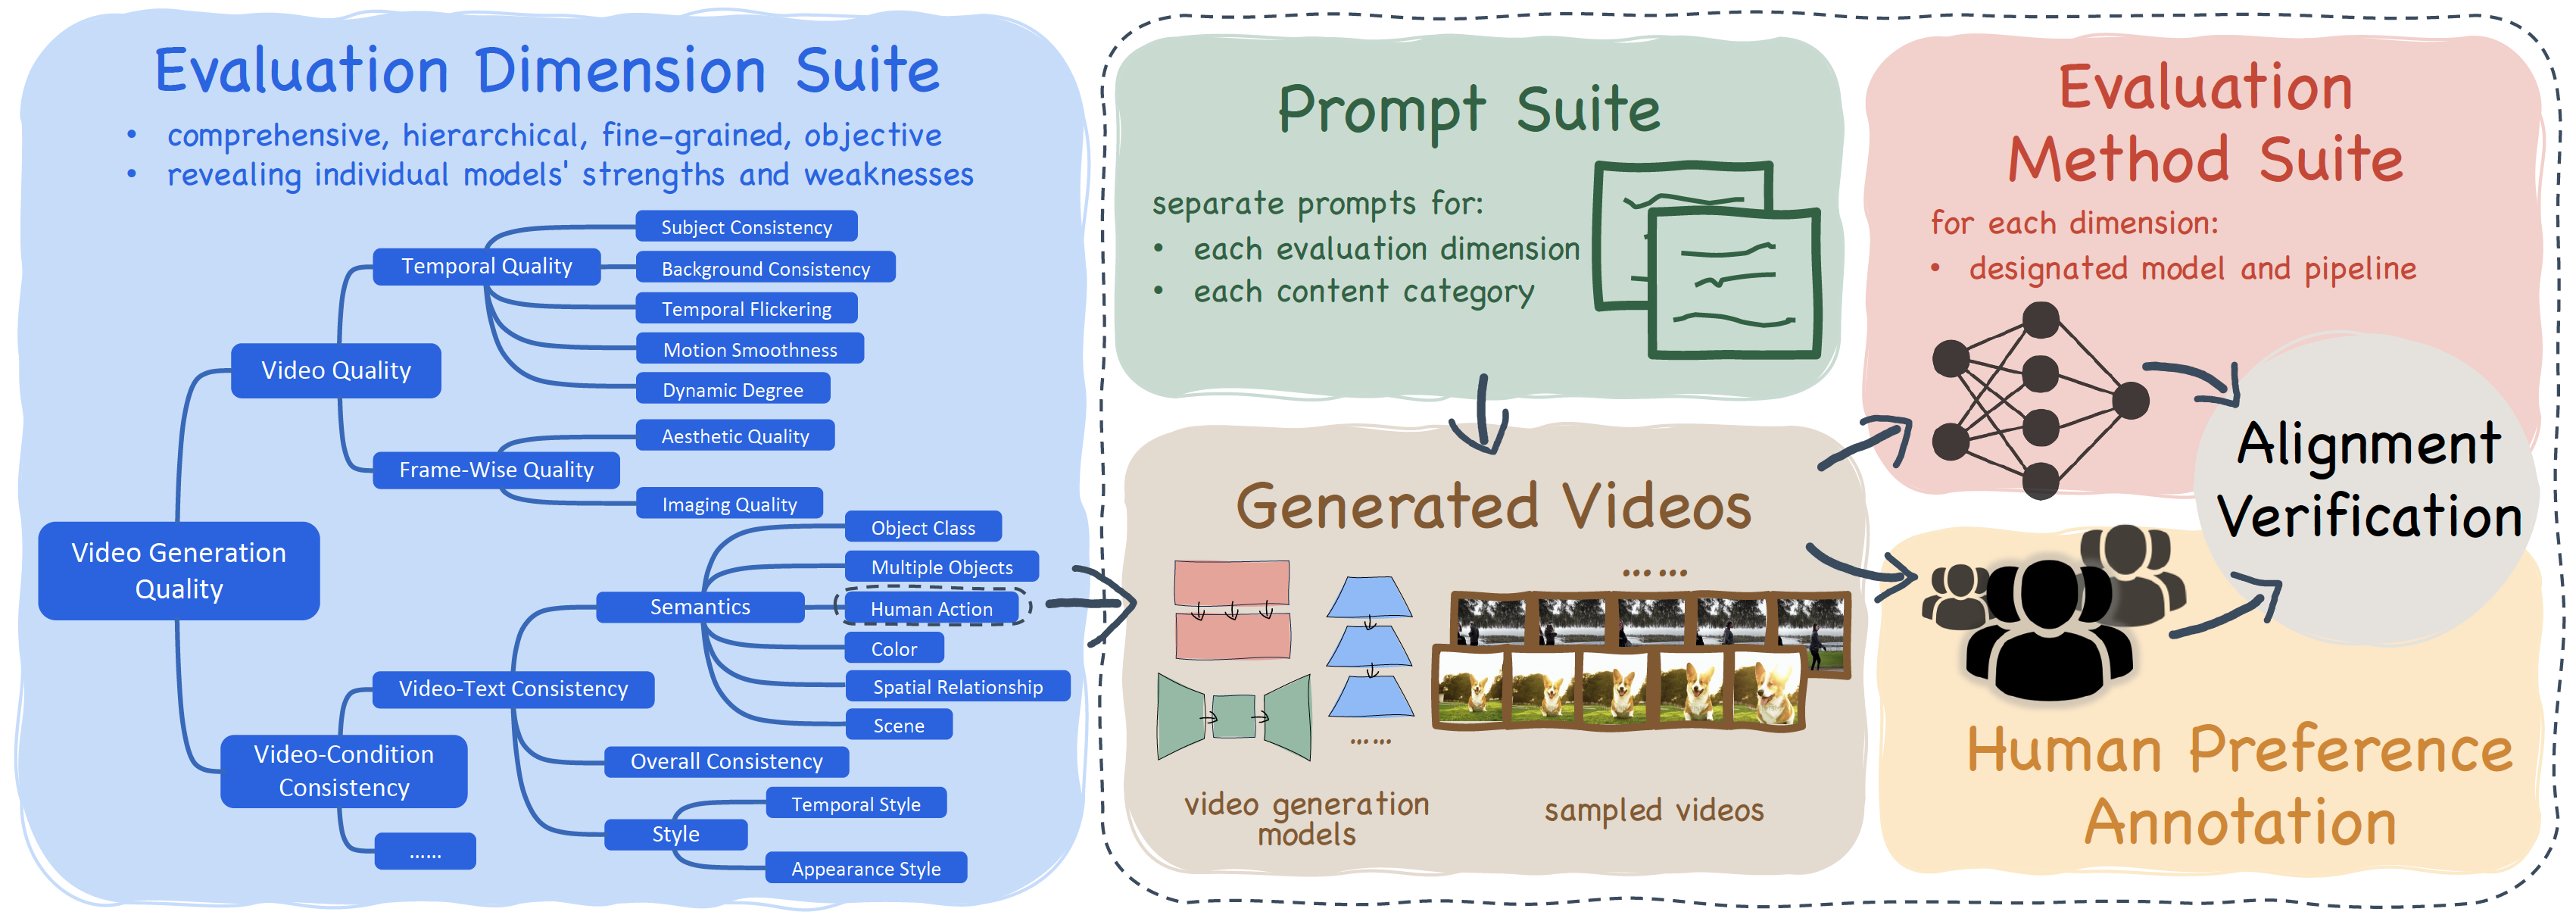 Evaluation Dimension Suite
• comprehensive, hierarchical, fine-grained, objective
• revealing individual models' strengths and weaknesses
Video Generation
Quality
Video Quality
Temporal Quality
Subject Consistency
Background Consistency
Temporal Flickering
Motion Smoothness
Dynamic Degree
Frame-Wise Quality
Aesthetic Quality
Imaging Quality
Video-Condition
Consistency
Video-Text Consistency
Semantics
Object Class
Multiple Objects
Human Action
Color
Spatial Relationship
Scene
Overall Consistency
Style
Temporal Style
Appearance Style
......
Prompt Suite
separate prompts for:
• each evaluation dimension
• each content category
Generated Videos
......
......
video generation
models
sampled videos
Evaluation
Method Suite
for each dimension:
• designated model and pipeline
Alignment
Verification
Human Preference
Annotation